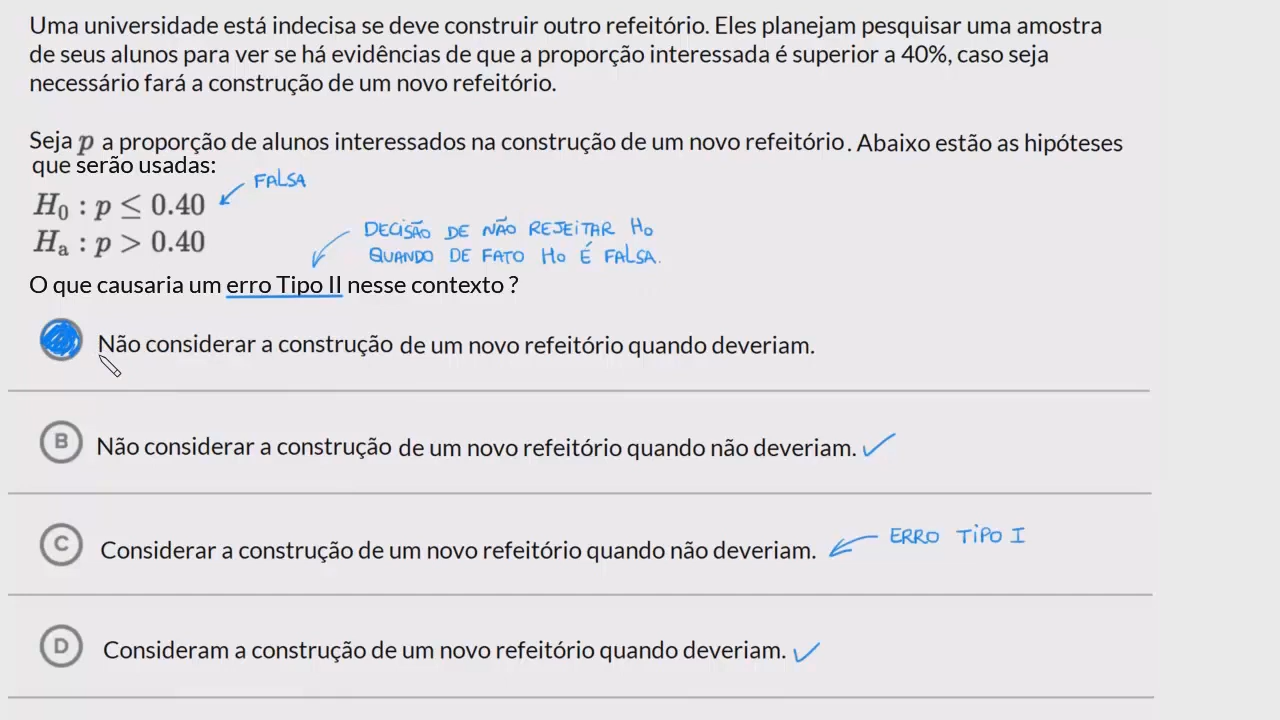 Uma universidade está indecisa se deve construir outro refeitório. Eles planejam pesquisar uma amostra
de seus alunos para ver se há evidências de que a proporção interessada é superior a 40%, caso seja
necessário fará a construção de um novo refeitório.
Seja p a proporção de alunos interessados na construção de um novo refeitório. Abaixo estão as hipóteses
que serão usadas:
FALSA
H₀ : p ≤ 0.40
DECISÃO DE NÃO REJEITAR H₀
Hₐ : p > 0.40
QUANDO DE FATO H₀ É FALSA.
O que causaria um erro Tipo II nesse contexto ?
Não considerar a construção de um novo refeitório quando deveriam.
B Não considerar a construção de um novo refeitório quando não deveriam.
ERRO TIPO I
C Considerar a construção de um novo refeitório quando não deveriam.
D Consideram a construção de um novo refeitório quando deveriam.